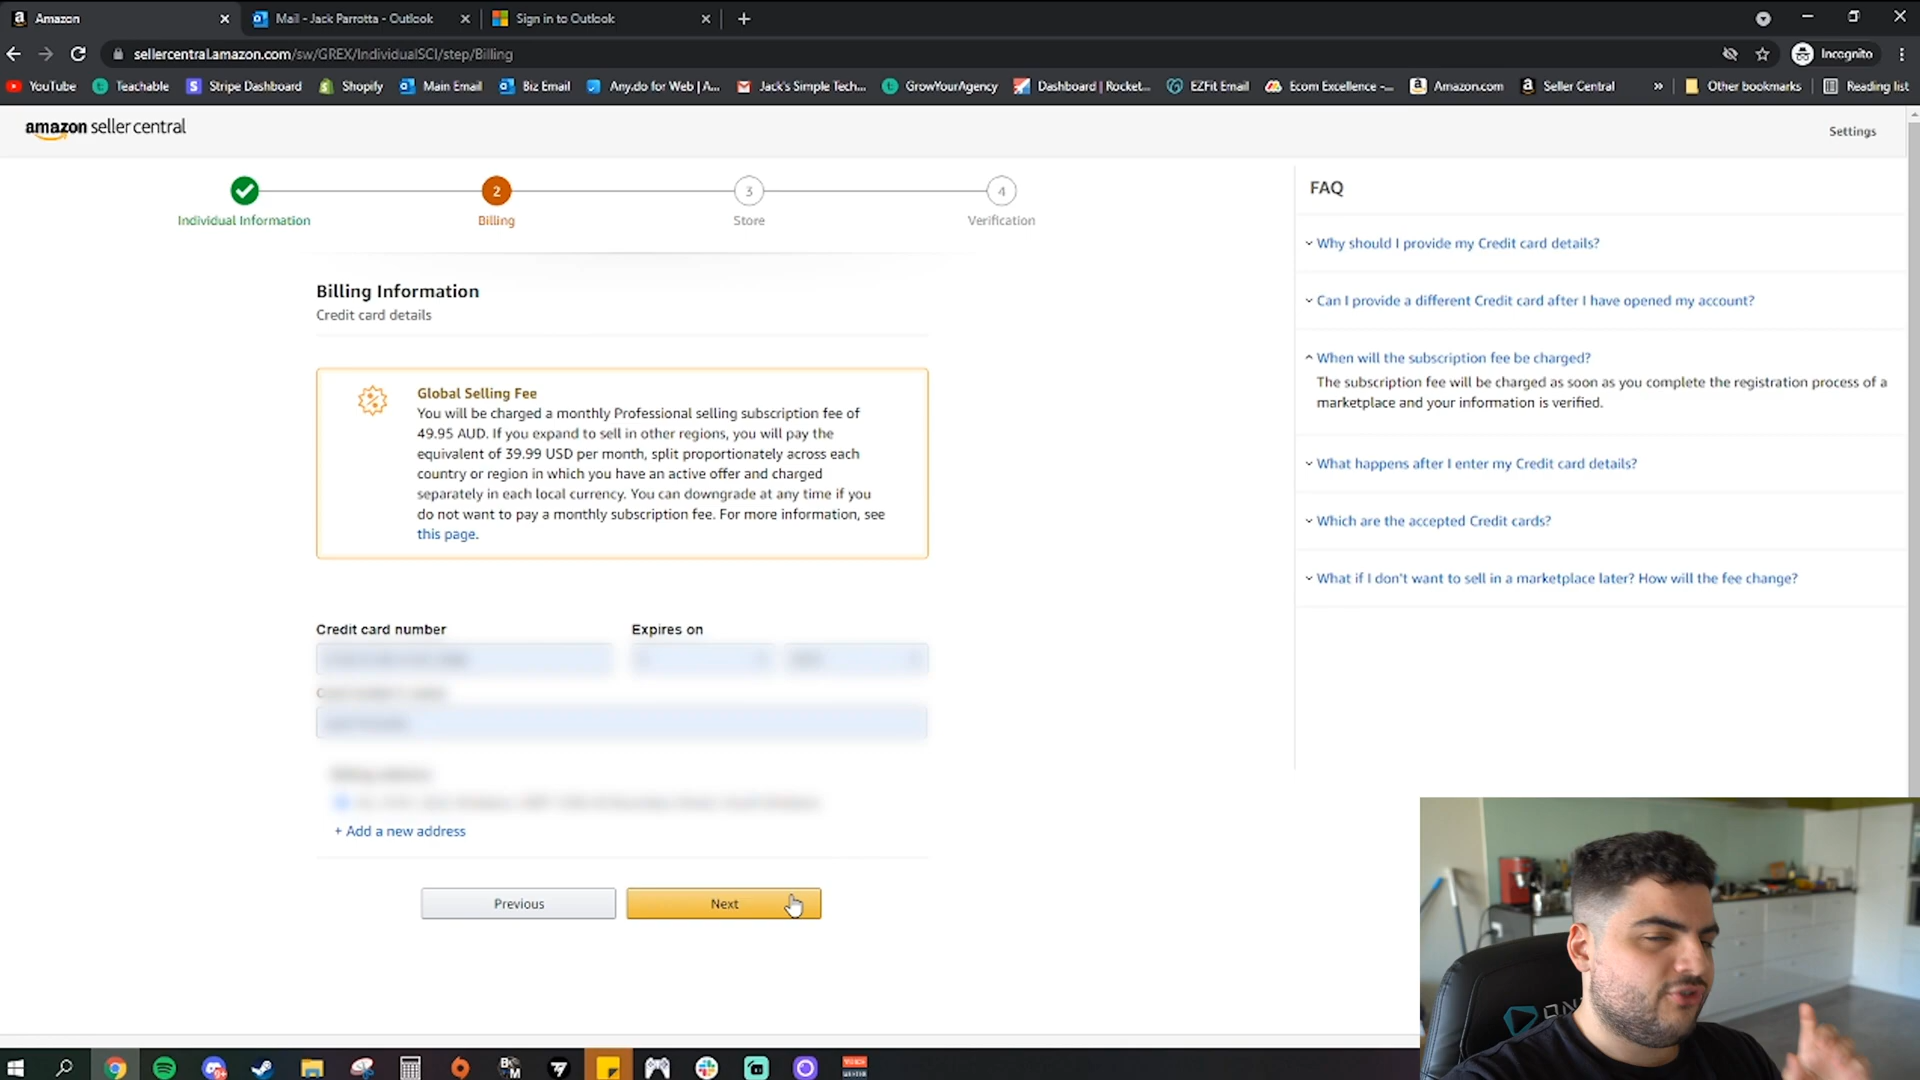 Amazon
Mail - Jack Parrotta - Outlook
Sign in to Outlook
sellercentral.amazon.com/sw/GREX/IndividualSCI/step/Billing
Incognito
YouTube
Teachable
Stripe Dashboard
Shopify
Main Email
Biz Email
Any.do for Web | A...
Jack's Simple Tech...
GrowYourAgency
Dashboard | Rocket...
EZFit Email
Ecom Excellence -...
Amazon.com
Seller Central
»
Other bookmarks
Reading list
amazon seller central
Settings
2
3
4
Individual Information
Billing
Store
Verification
Billing Information
Credit card details
Global Selling Fee
You will be charged a monthly Professional selling subscription fee of
49.95 AUD. If you expand to sell in other regions, you will pay the
equivalent of 39.99 USD per month, split proportionately across each
country or region in which you have an active offer and charged
separately in each local currency. You can downgrade at any time if you
do not want to pay a monthly subscription fee. For more information, see
this page.
Credit card number
Expires on
+ Add a new address
Previous
Next
FAQ
Why should I provide my Credit card details?
Can I provide a different Credit card after I have opened my account?
When will the subscription fee be charged?
The subscription fee will be charged as soon as you complete the registration process of a
marketplace and your information is verified.
What happens after I enter my Credit card details?
Which are the accepted Credit cards?
What if I don't want to sell in a marketplace later? How will the fee change?